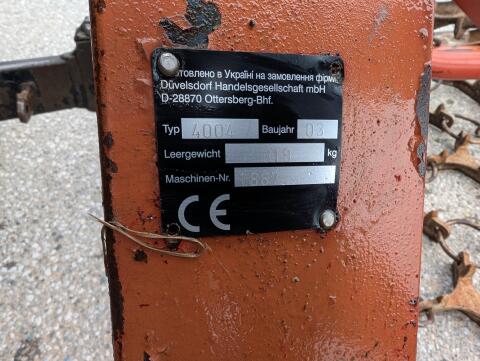 Виготовлено в Україні на замовлення фірми
Düvelsdorf Handelsgesellschaft mbH
D-28870 Ottersberg-Bhf.
Typ 4004 Baujahr 03
Leergewicht kg
Maschinen-Nr.
CE